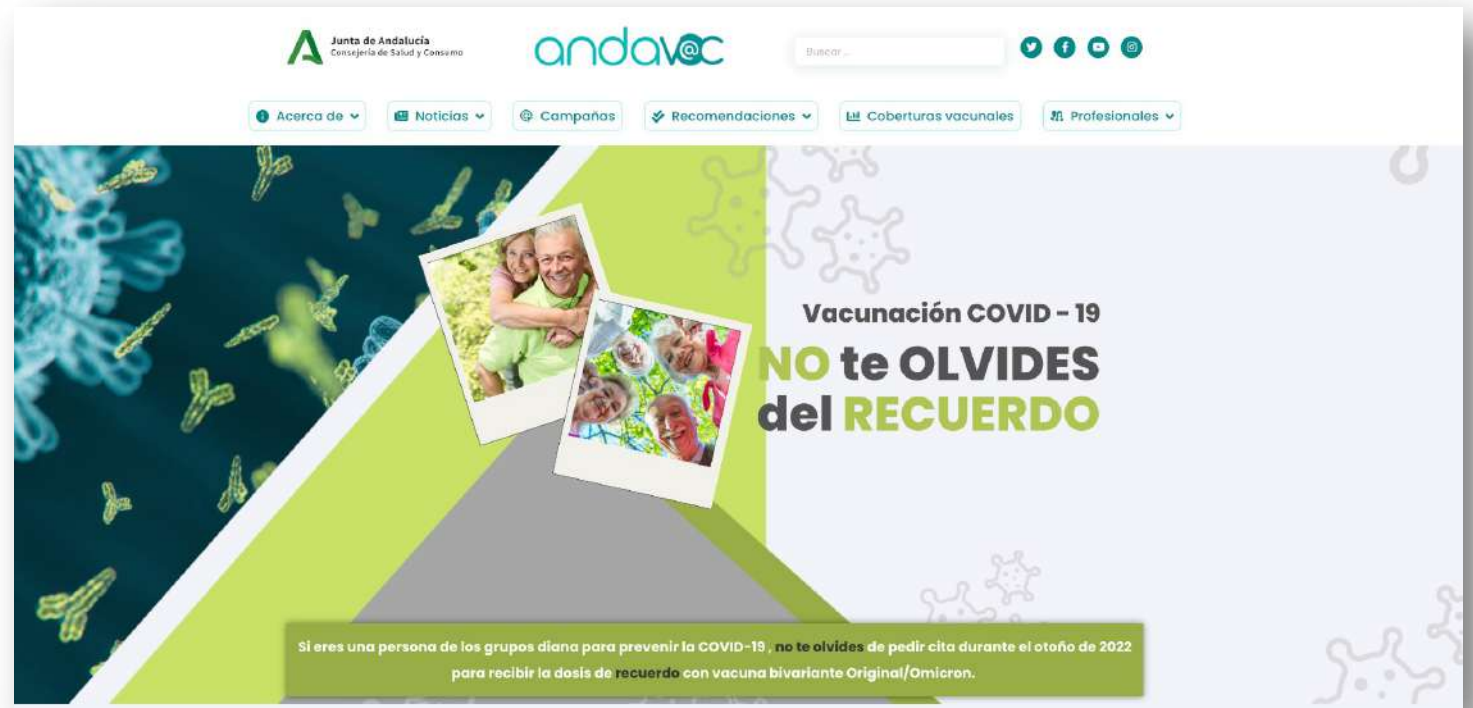 Junta de Andalucía
Consejería de Salud y Consumo
andav@c
Buscar ...
Acerca de
Noticias
Campañas
Recomendaciones
Coberturas vacunales
Profesionales
Vacunación COVID - 19
NO te OLVIDES
del RECUERDO
Si eres una persona de los grupos diana para prevenir la COVID-19 , no te olvides de pedir cita durante el otoño de 2022
para recibir la dosis de recuerdo con vacuna bivariante Original/Omicron.